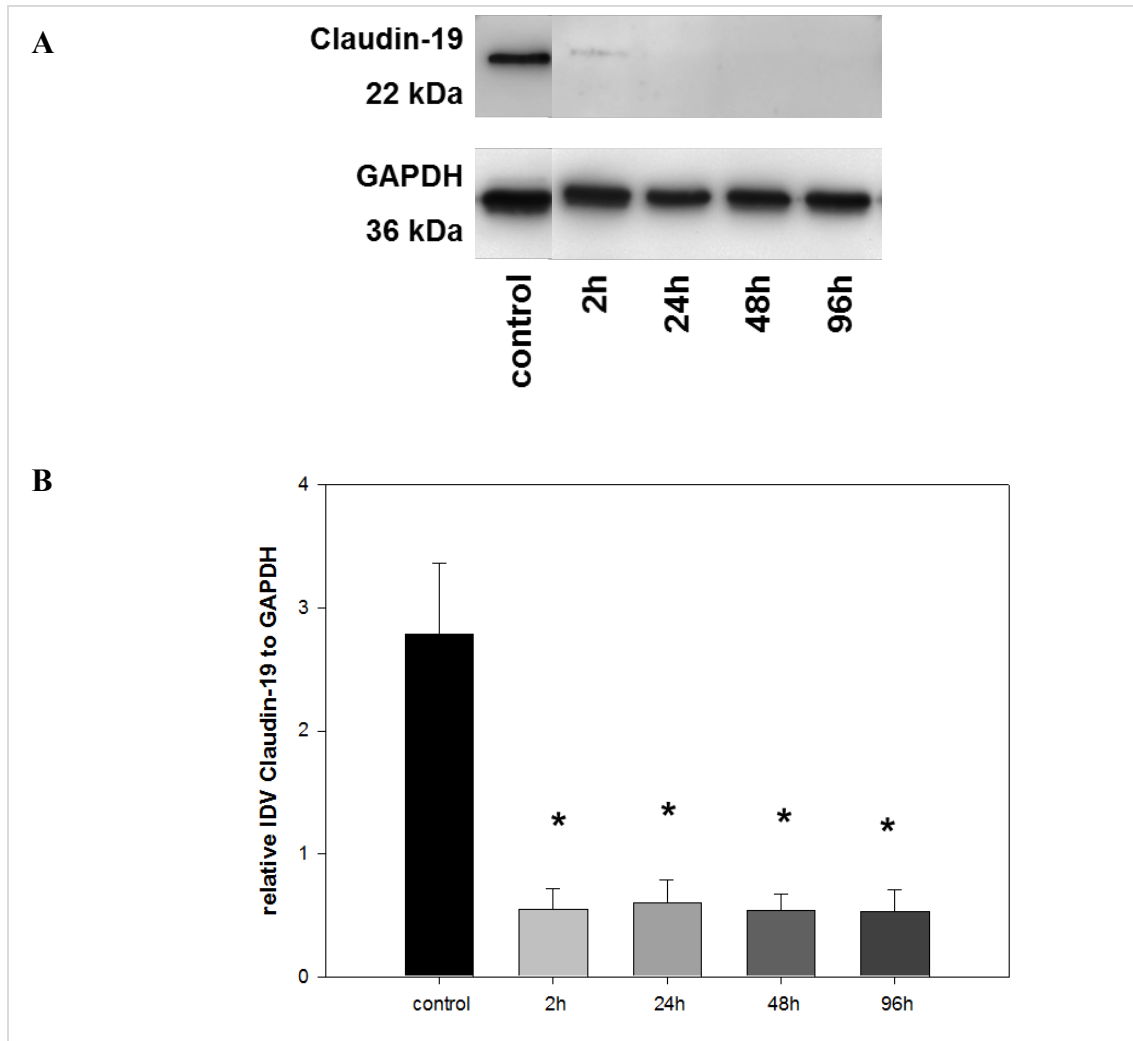 A
Claudin-19
22 kDa
GAPDH
36 kDa
control
2h
24h
48h
96h
B
relative IDV Claudin-19 to GAPDH
4
3
2
1
0
*
*
*
*
control
2h
24h
48h
96h